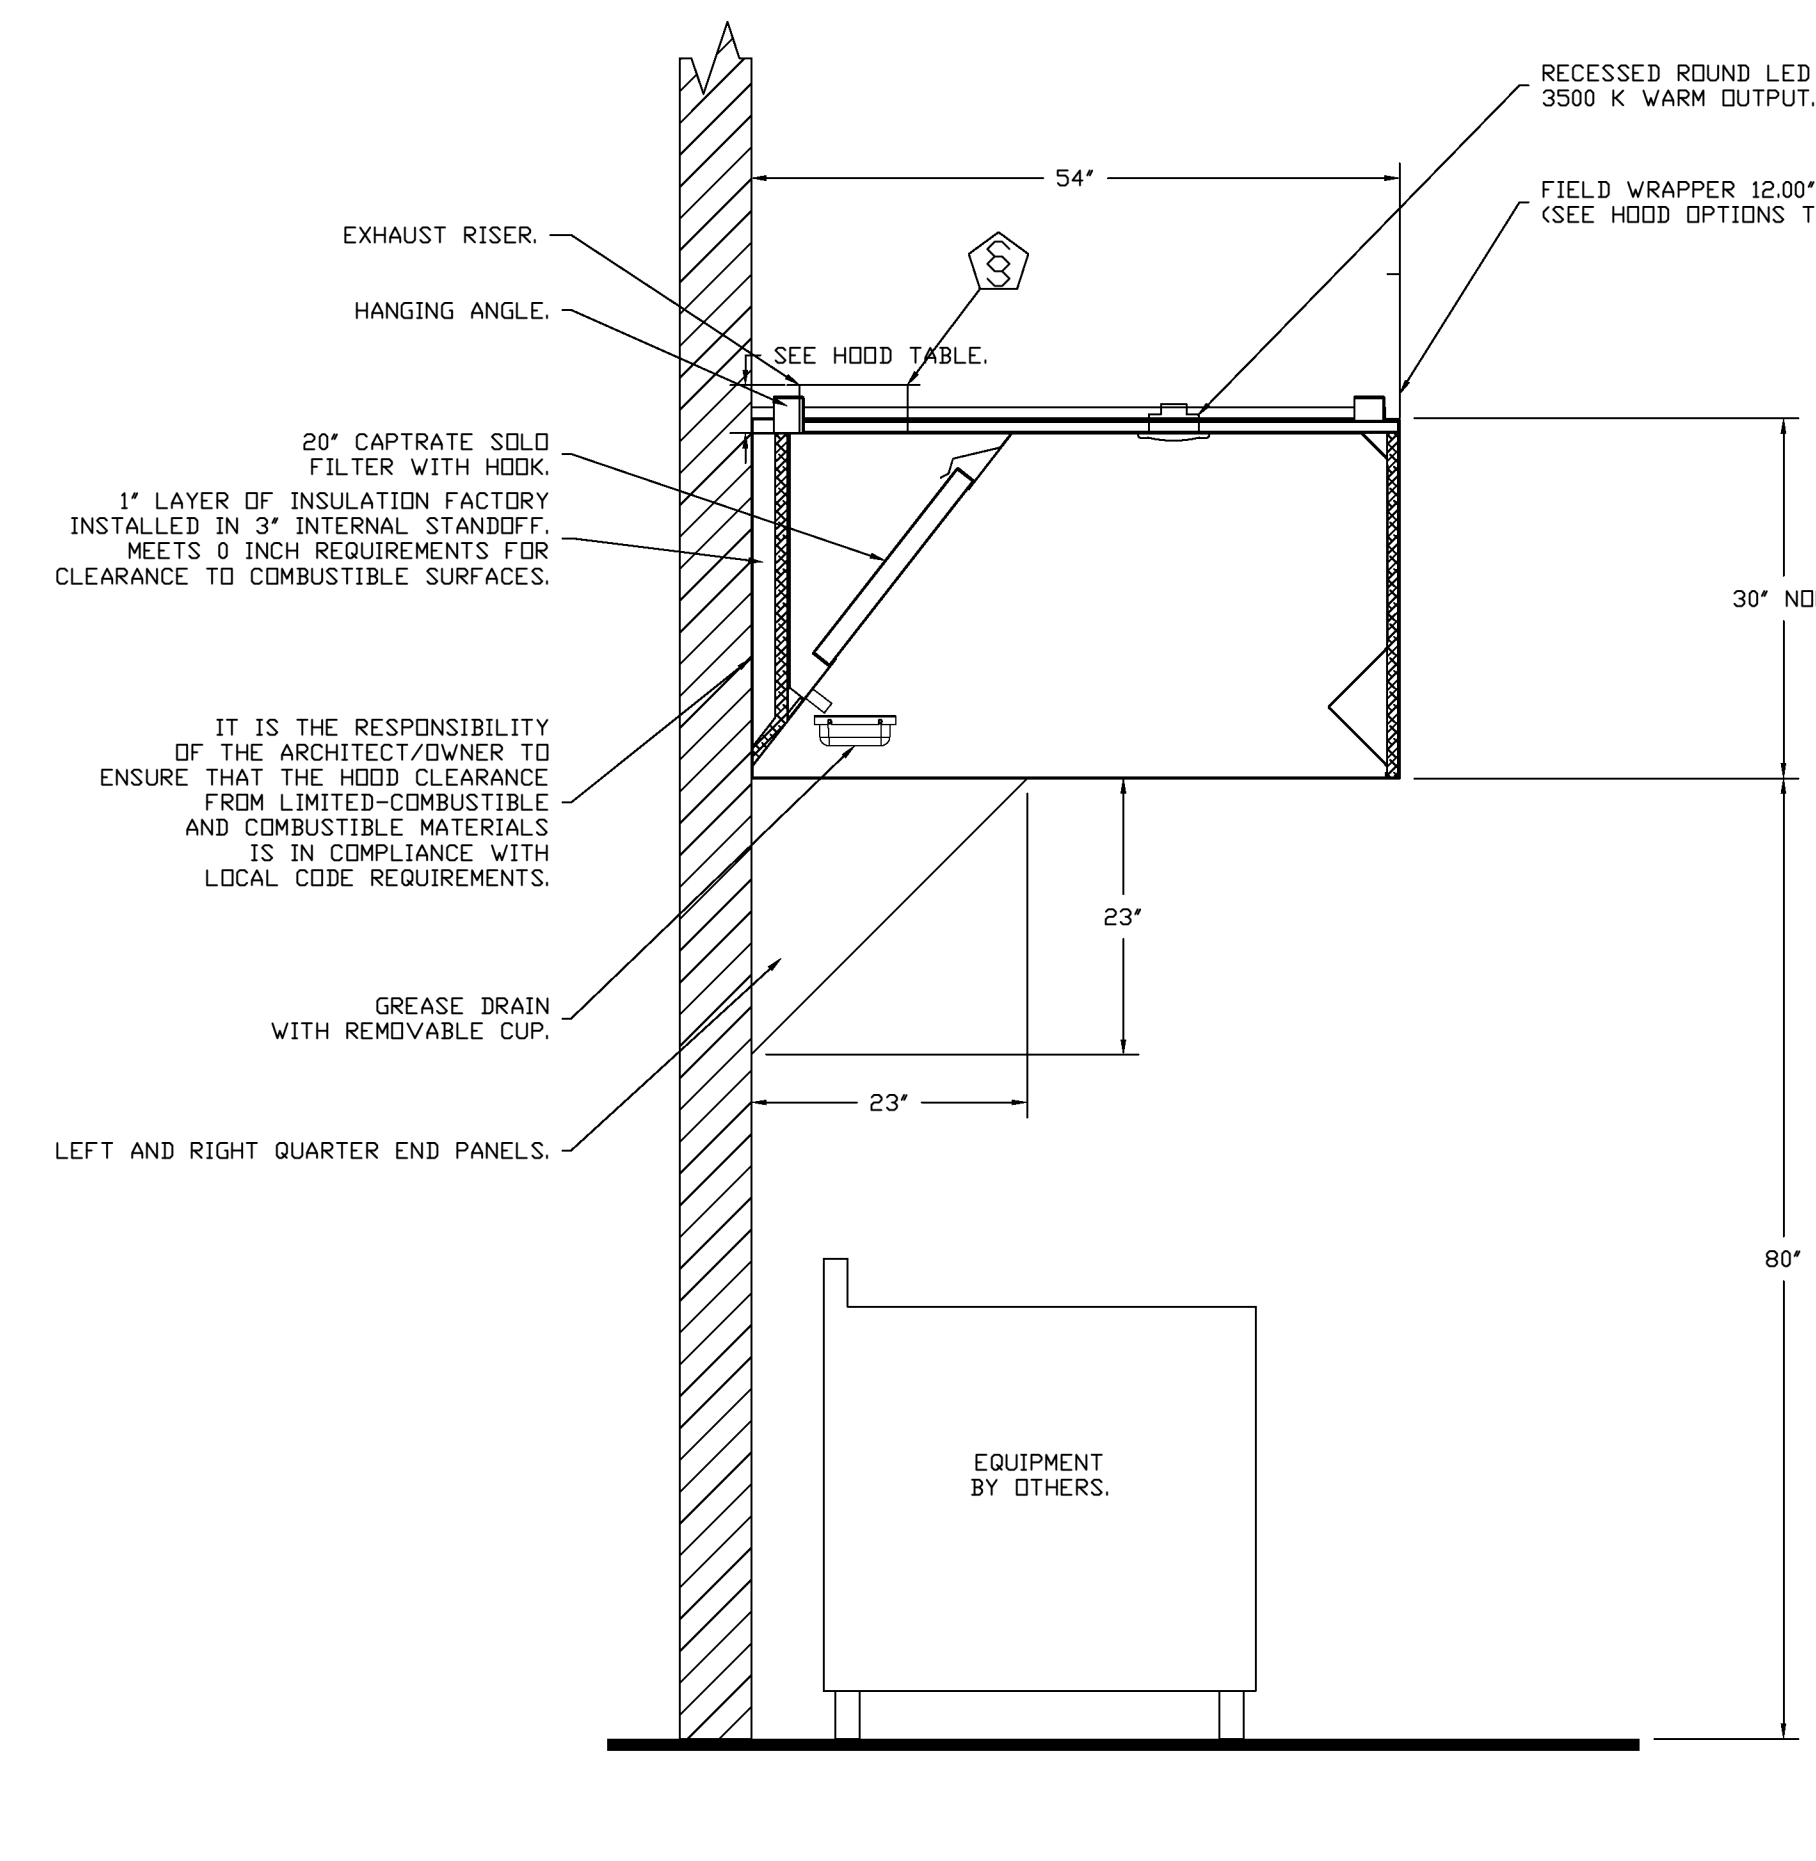 RECESSED ROUND LED
3500 K WARM OUTPUT.
54"
FIELD WRAPPER 12.00"
(SEE HOOD OPTIONS T
EXHAUST RISER.
HANGING ANGLE.
SEE HOOD TABLE.
20" CAPTRATE SOLO
FILTER WITH HOOK.
1" LAYER OF INSULATION FACTORY
INSTALLED IN 3" INTERNAL STANDOFF.
MEETS 0 INCH REQUIREMENTS FOR
CLEARANCE TO COMBUSTIBLE SURFACES.
30" NO
IT IS THE RESPONSIBILITY
OF THE ARCHITECT/OWNER TO
ENSURE THAT THE HOOD CLEARANCE
FROM LIMITED-COMBUSTIBLE
AND COMBUSTIBLE MATERIALS
IS IN COMPLIANCE WITH
LOCAL CODE REQUIREMENTS.
23"
GREASE DRAIN
WITH REMOVABLE CUP.
23"
LEFT AND RIGHT QUARTER END PANELS.
80"
EQUIPMENT
BY OTHERS.